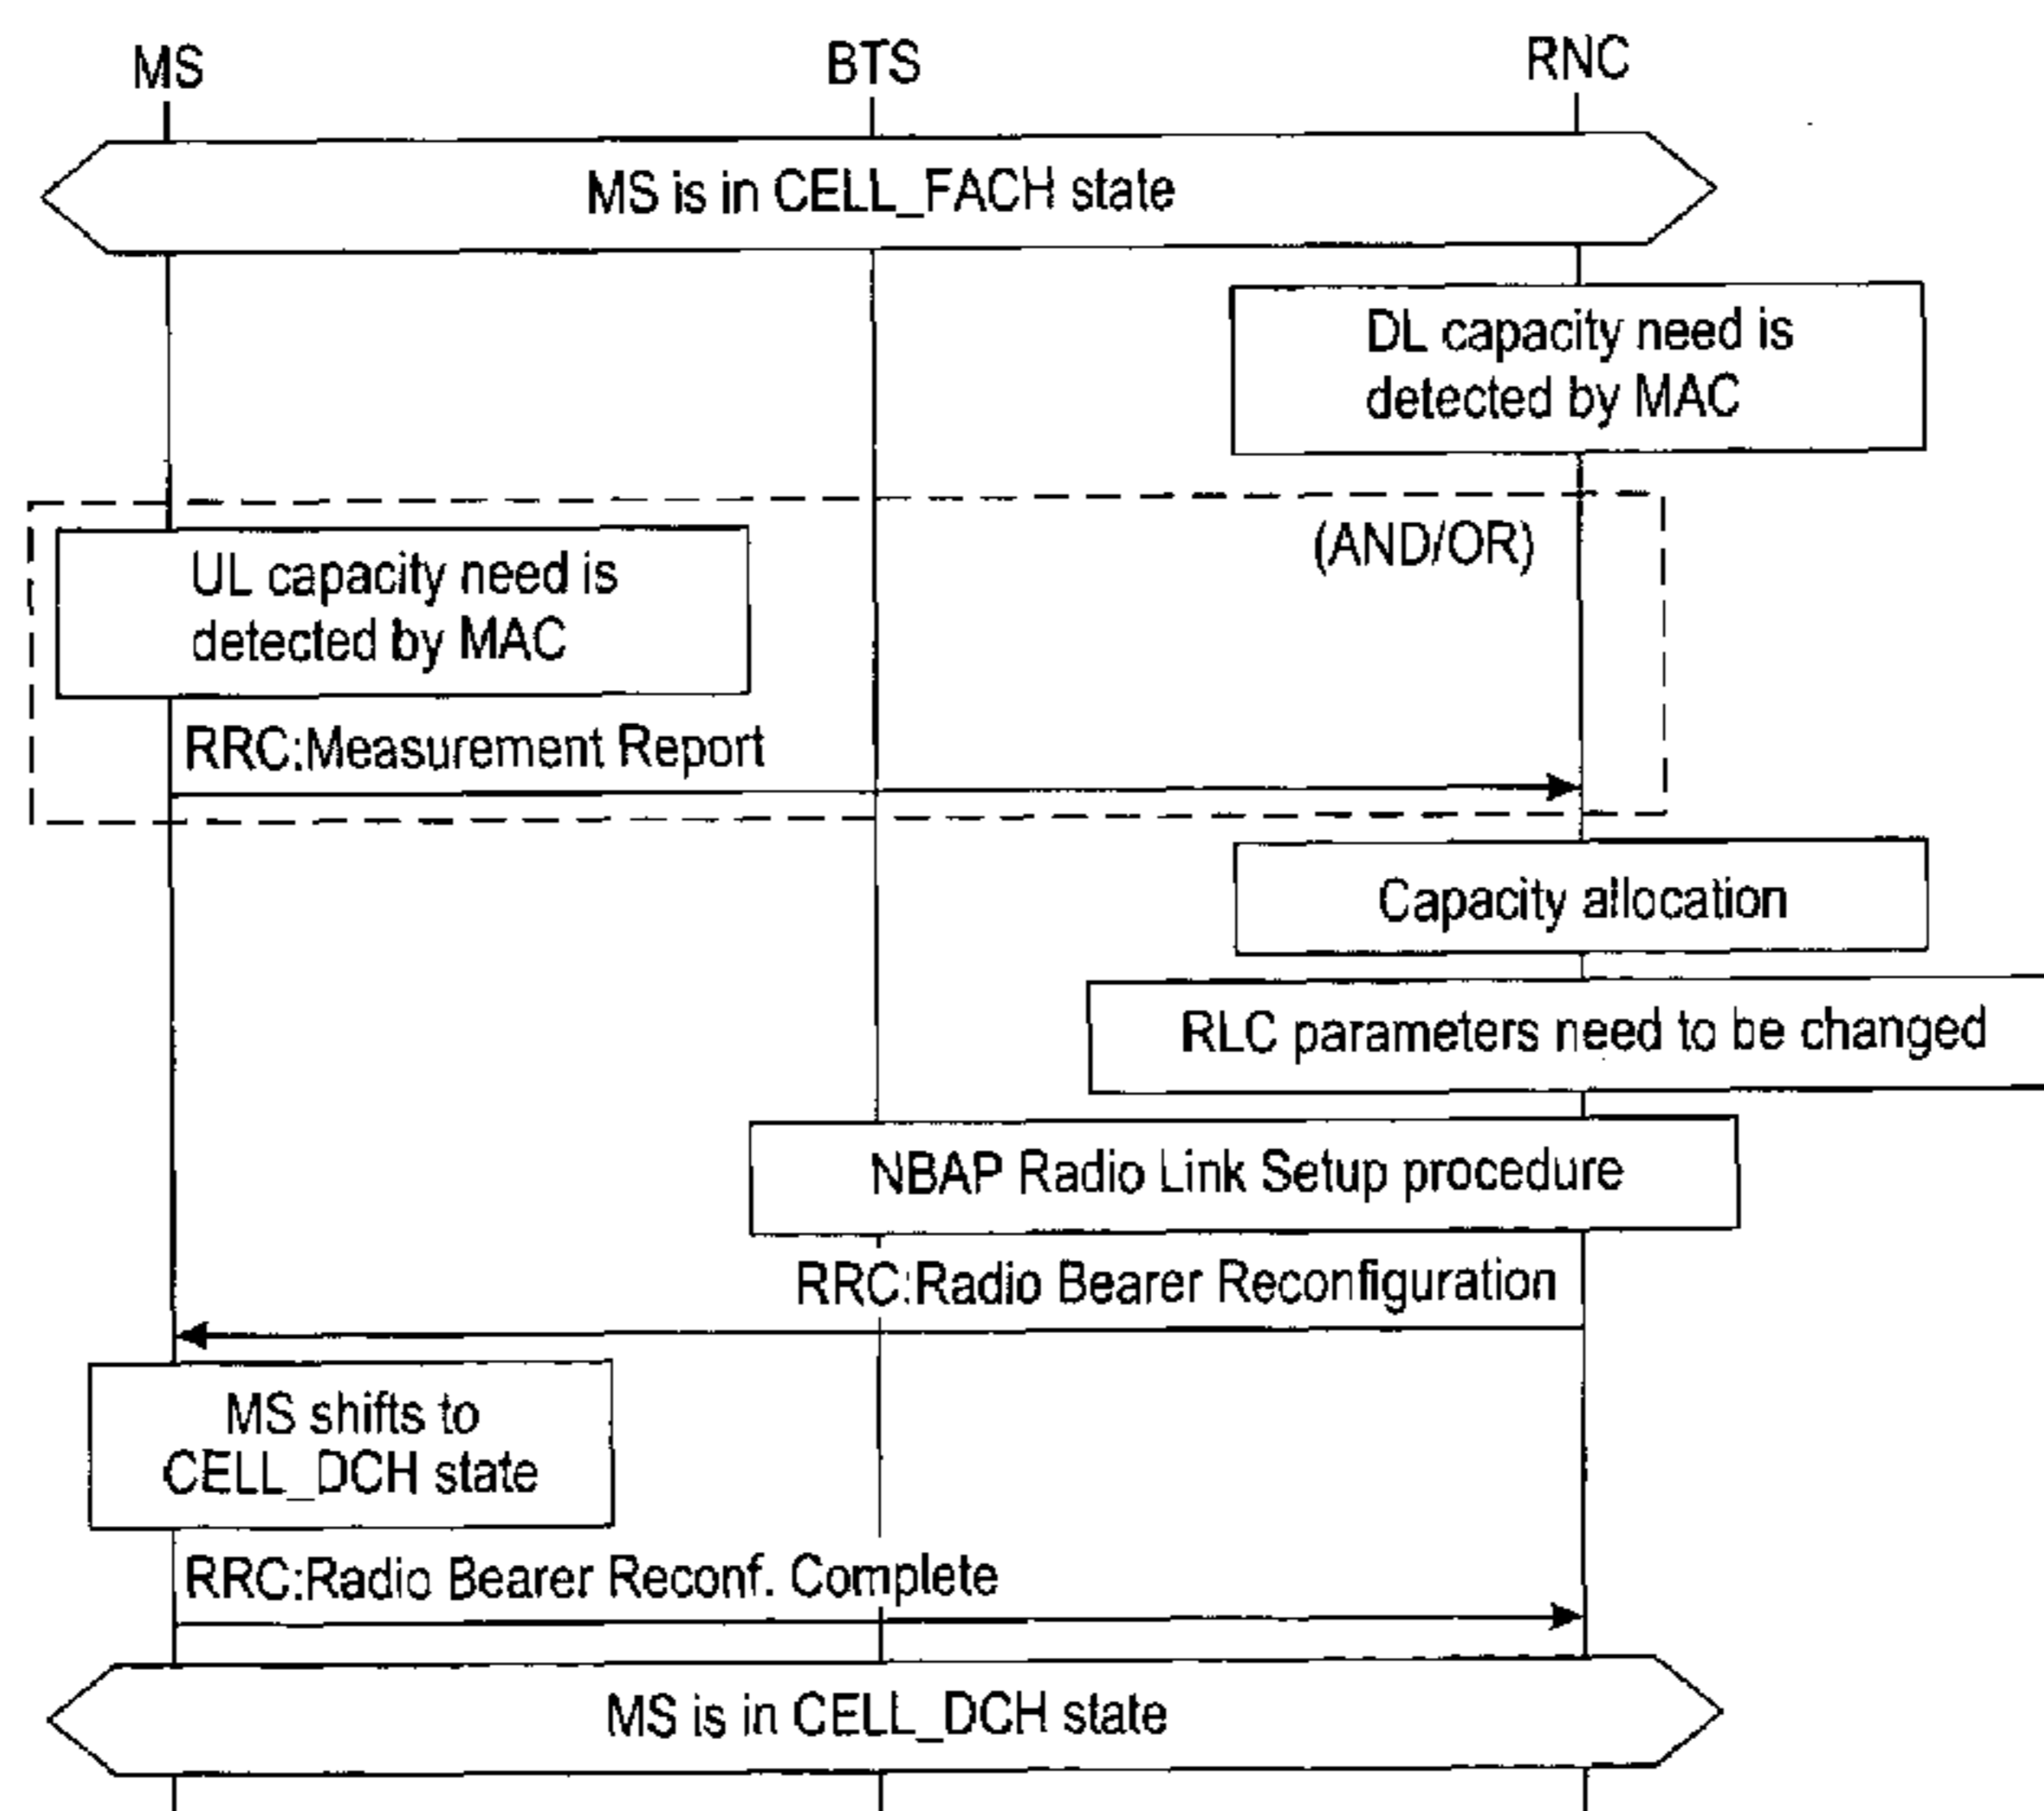 MS BTS RNC
MS is in CELL_FACH state
DL capacity need is
detected by MAC
(AND/OR)
UL capacity need is
detected by MAC
RRC:Measurement Report
Capacity allocation
RLC parameters need to be changed
NBAP Radio Link Setup procedure
RRC:Radio Bearer Reconfiguration
MS shifts to
CELL_DCH state
RRC:Radio Bearer Reconf. Complete
MS is in CELL_DCH state